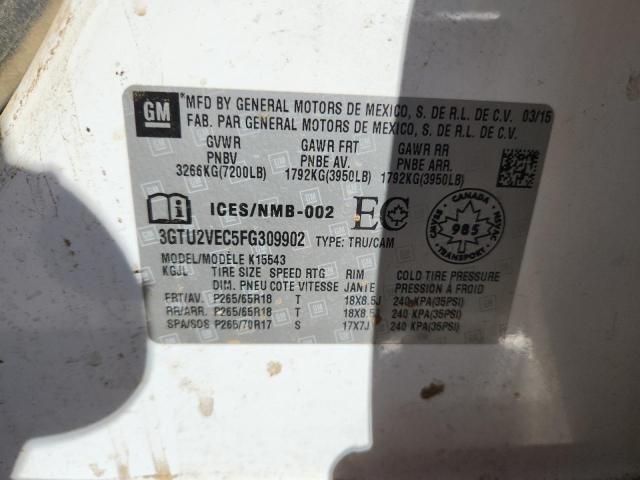 GM
*MFD BY GENERAL MOTORS DE MEXICO, S. DE R.L. DE C.V. 03/15
FAB. PAR GENERAL MOTORS DE MEXICO, S. DE R.L. DE C.V.
GVWR GAWR FRT GAWR RR
PNBV PNBE AV. PNBE ARR.
3266KG(7200LB) 1792KG(3950LB) 1792KG(3950LB)
ICES/NMB-002 EC
CANADA
985
TRANSPORT
3GTU2VEC5FG309902 TYPE: TRU/CAM
MODEL/MODÈLE K15543
KGJL TIRE SIZE SPEED RTG RIM COLD TIRE PRESSURE
DIM. PNEU COTE VITESSE JANTE PRESSION A FROID
FRT/AV. P265/65R18 T 18X8.5J 240 KPA(35PSI)
RR/ARR. P265/65R18 T 18X8.5J 240 KPA(35PSI)
SPA/SDS P265/70R17 S 17X7J 240 KPA(35PSI)